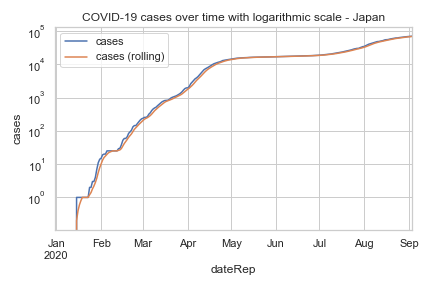 COVID-19 cases over time with logarithmic scale - Japan
cases
cases (rolling)
10^5
10^4
10^3
10^2
10^1
10^0
cases
Jan Feb Mar Apr May Jun Jul Aug Sep
2020
dateRep